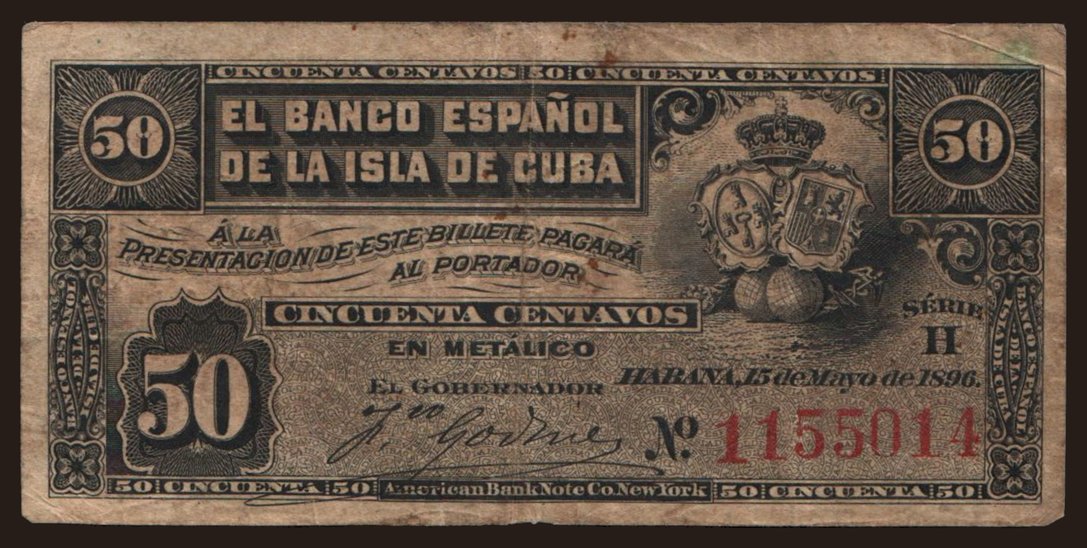 CINCUENTA CENTAVOS 50 CINCUENTA CENTAVOS
50
EL BANCO ESPAÑOL
DE LA ISLA DE CUBA
50
Á LA
PRESENTACION DE ESTE BILLETE PAGARÁ
AL PORTADOR
CINCUENTA CENTAVOS
EN METÁLICO
SÉRIE
H
EL GOBERNADOR
HABANA, 15 de Mayo de 1896.
50
Nº. 1155014
50 CINCUENTA 50
American Bank Note Co. New York
50 CINCUENTA 50